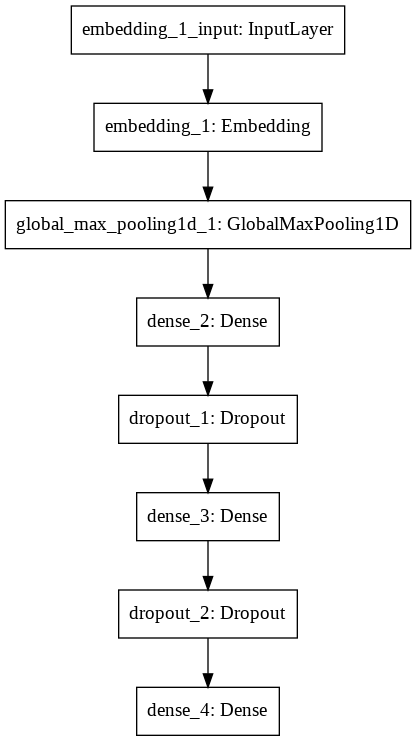 embedding_1_input: InputLayer
embedding_1: Embedding
global_max_pooling1d_1: GlobalMaxPooling1D
dense_2: Dense
dropout_1: Dropout
dense_3: Dense
dropout_2: Dropout
dense_4: Dense